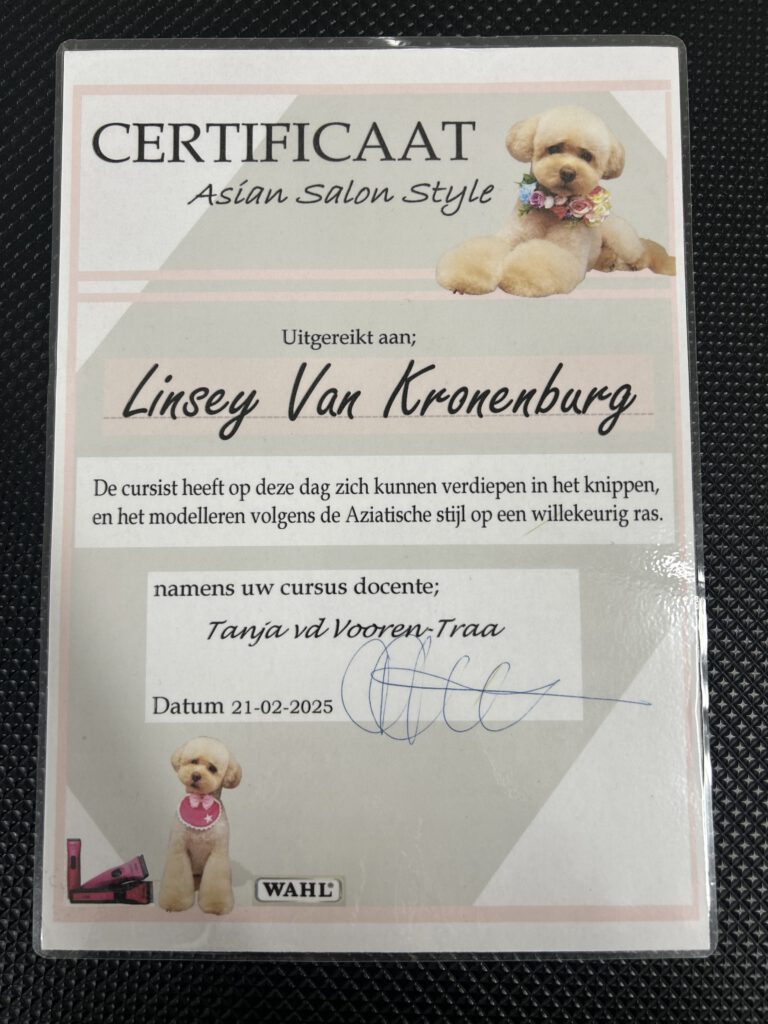 CERTIFICAAT
Asian Salon Style
Uitgereikt aan;
Linsey Van Kronenburg
De cursist heeft op deze dag zich kunnen verdiepen in het knippen,
en het modelleren volgens de Aziatische stijl op een willekeurig ras.
namens uw cursus docente;
Tanja vd Vooren-Traa
Datum 21-02-2025
WAHL®